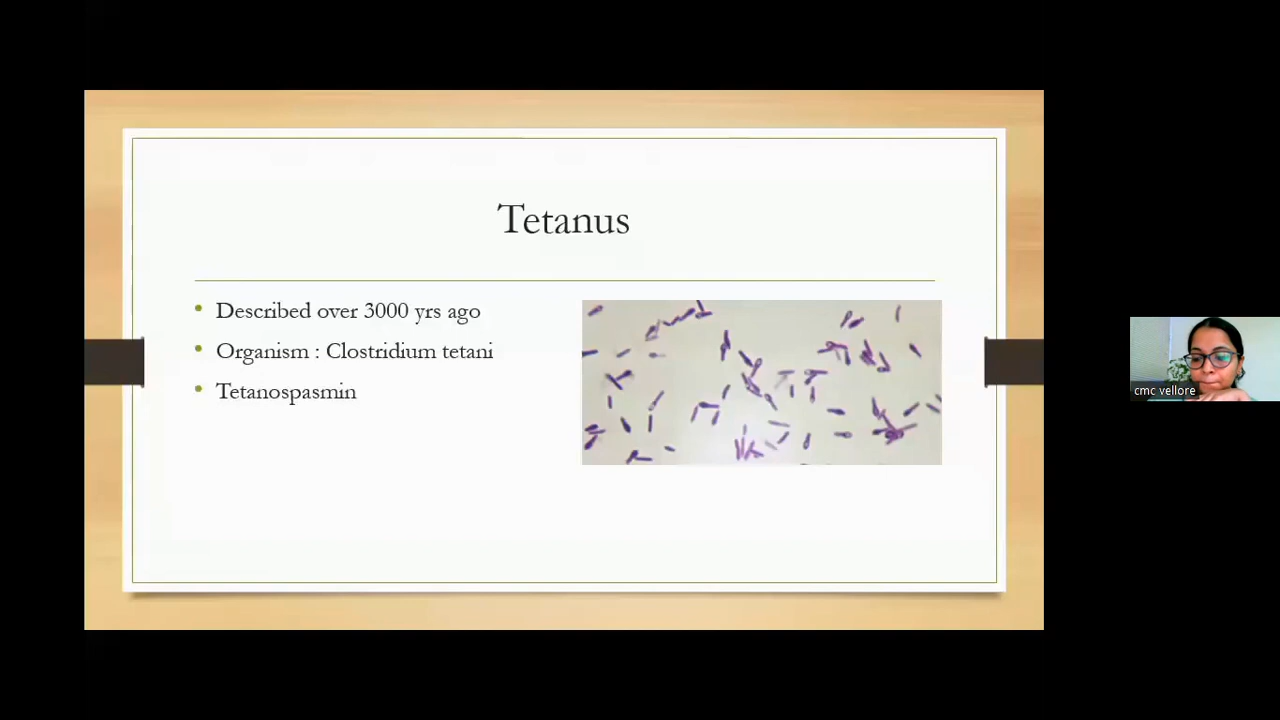 Tetanus
Described over 3000 yrs ago
Organism : Clostridium tetani
Tetanospasmin
cmc vellore